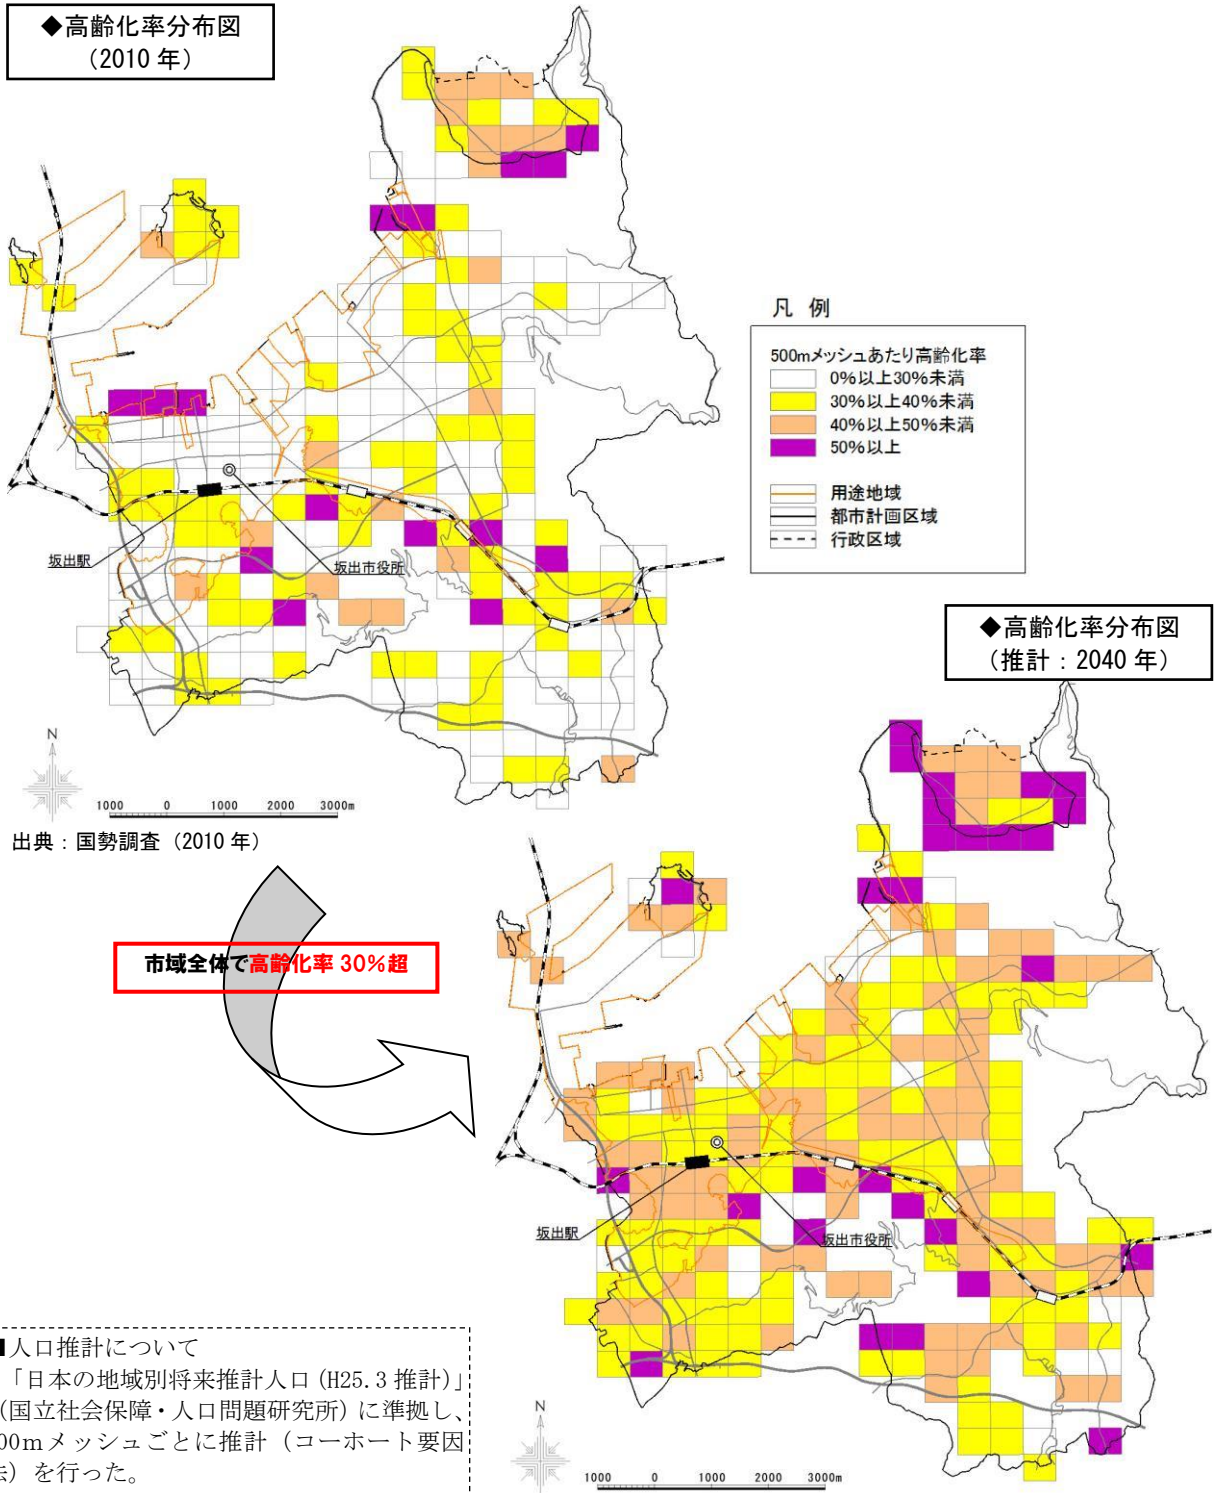 ◆高齢化率分布図
（2010 年）
凡 例
500mメッシュあたり高齢化率
0%以上30%未満
30%以上40%未満
40%以上50%未満
50%以上
用途地域
都市計画区域
行政区域
坂出駅
坂出市役所
N
1000 0 1000 2000 3000m
出典：国勢調査（2010 年）
◆高齢化率分布図
（推計：2040 年）
市域全体で高齢化率 30%超
坂出駅
坂出市役所
■人口推計について
「日本の地域別将来推計人口（H25.3 推計）」
（国立社会保障・人口問題研究所）に準拠し、
00mメッシュごとに推計（コーホート要因
法）を行った。
N
1000 0 1000 2000 3000m